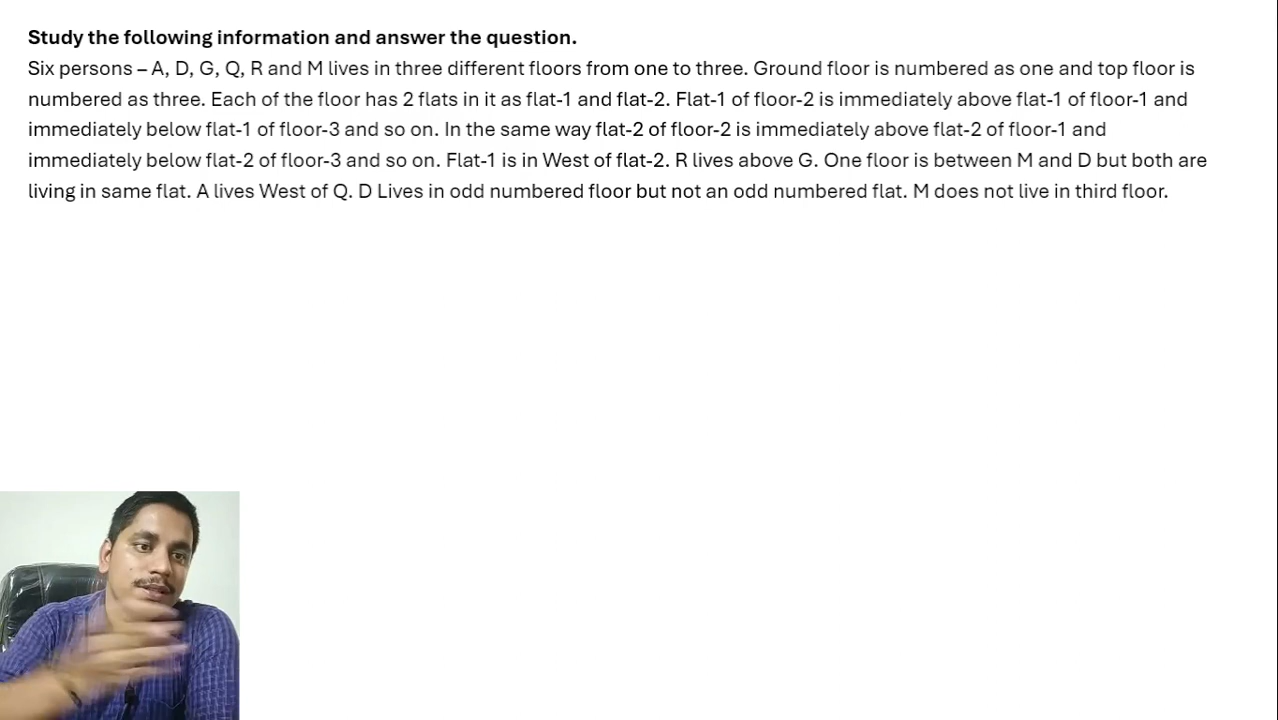 Study the following information and answer the question.
Six persons – A, D, G, Q, R and M lives in three different floors from one to three. Ground floor is numbered as one and top floor is
numbered as three. Each of the floor has 2 flats in it as flat-1 and flat-2. Flat-1 of floor-2 is immediately above flat-1 of floor-1 and
immediately below flat-1 of floor-3 and so on. In the same way flat-2 of floor-2 is immediately above flat-2 of floor-1 and
immediately below flat-2 of floor-3 and so on. Flat-1 is in West of flat-2. R lives above G. One floor is between M and D but both are
living in same flat. A lives West of Q. D Lives in odd numbered floor but not an odd numbered flat. M does not live in third floor.